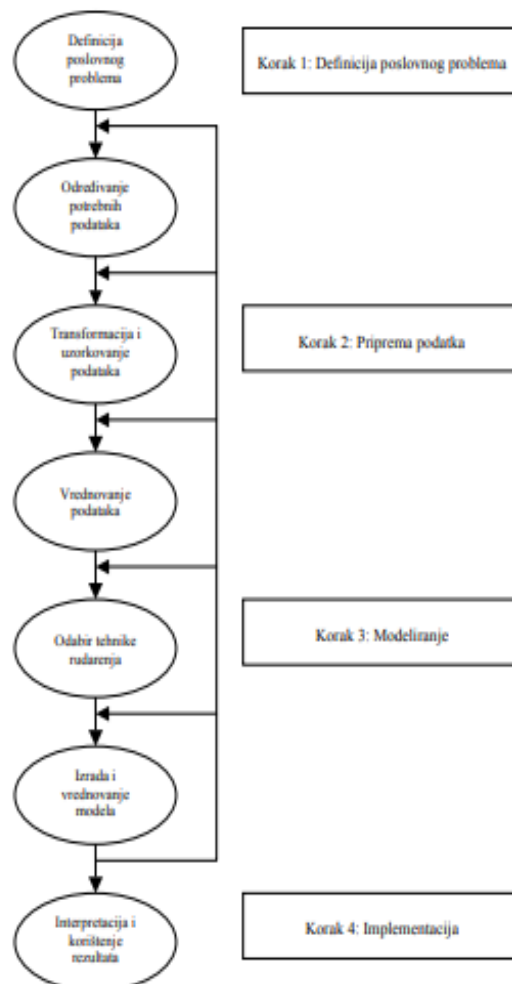 Definicija
poslovnog
problema
Korak 1: Definicija poslovnog problema
Određivanje
potrebnih
podataka
Transformacija i
uzorkovanje
podataka
Korak 2: Priprema podatka
Vrednovanje
podataka
Odabir tehnike
rudarenja
Korak 3: Modeliranje
Izrada i
vrednovanje
modela
Interpretacija i
korištenje
rezultata
Korak 4: Implementacija